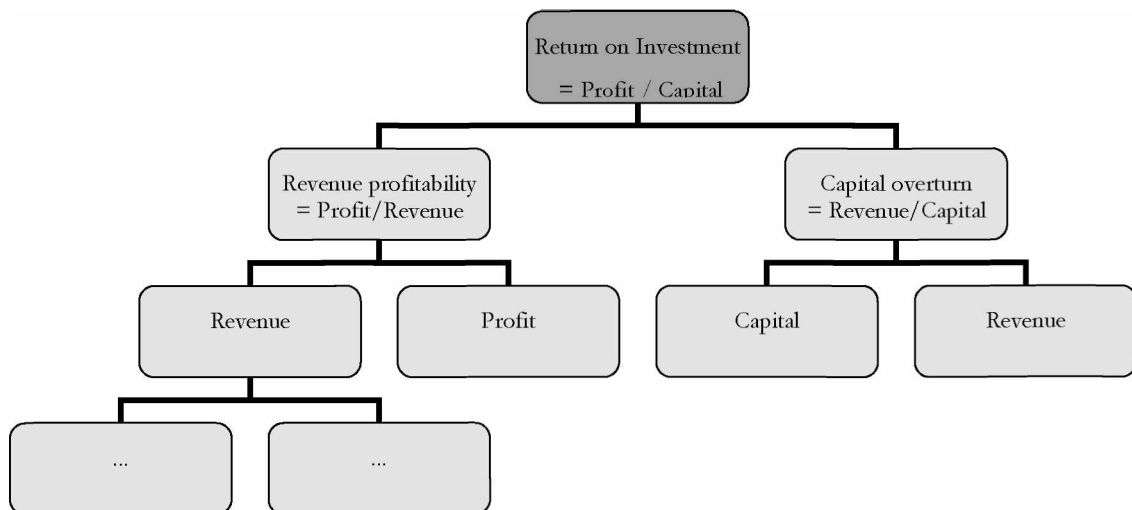 Return on Investment
= Profit / Capital
Revenue profitability
= Profit/Revenue
Capital overturn
= Revenue/Capital
Revenue
Profit
Capital
Revenue
...
...